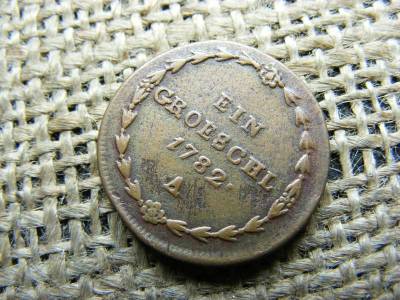 EIN
GROESCHL
1782.
A